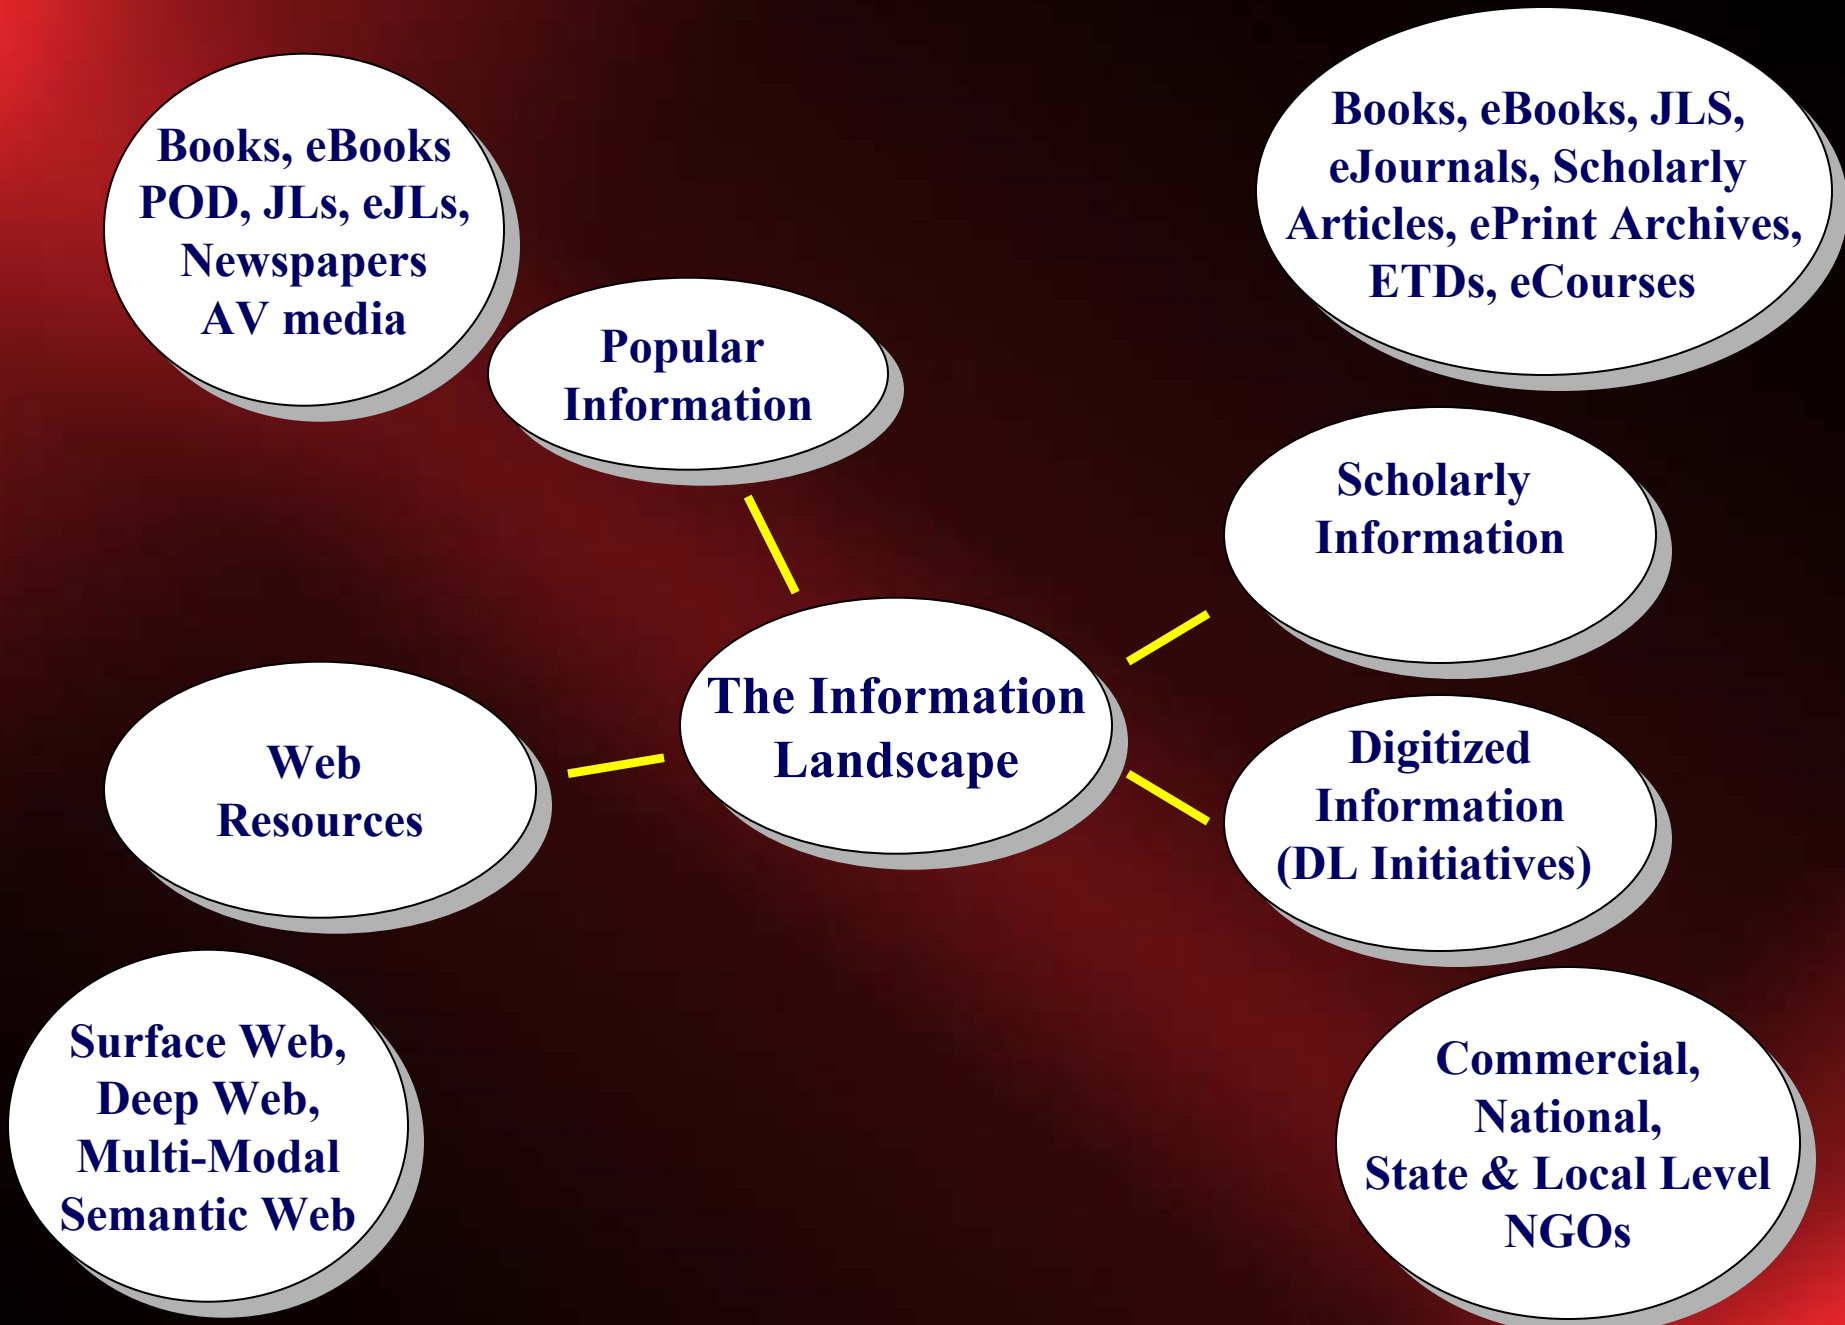 Books, eBooks
POD, JLs, eJLs,
Newspapers
AV media
Popular
Information
Books, eBooks, JLS,
eJournals, Scholarly
Articles, ePrint Archives,
ETDs, eCourses
Scholarly
Information
The Information
Landscape
Web
Resources
Digitized
Information
(DL Initiatives)
Surface Web,
Deep Web,
Multi-Modal
Semantic Web
Commercial,
National,
State & Local Level
NGOs